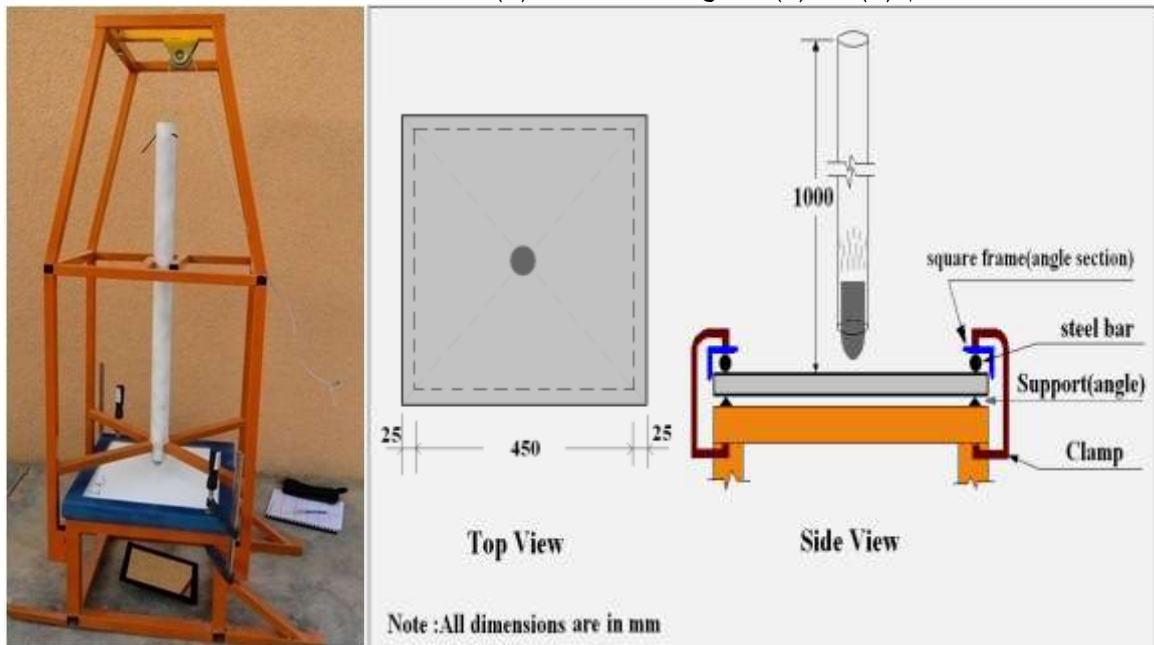 1000
square frame(angle section)
steel bar
Support(angle)
Clamp
25
450
25
Top View
Side View
Note :All dimensions are in mm